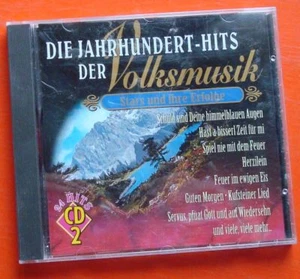 DIE JAHRHUNDERT-HITS
DER Volksmusik
Stars und ihre Erfolge
Schuld sind Deine himmelblauen Augen
Hast a bisserl Zeit für mi
Spiel nie mit dem Feuer
Herzilein
Feuer im ewigen Eis
Guten Morgen · Kufsteiner Lied
Servus, pfüat Gott und auf Wiedersehn
und viele, viele mehr...
HITS
CD
2